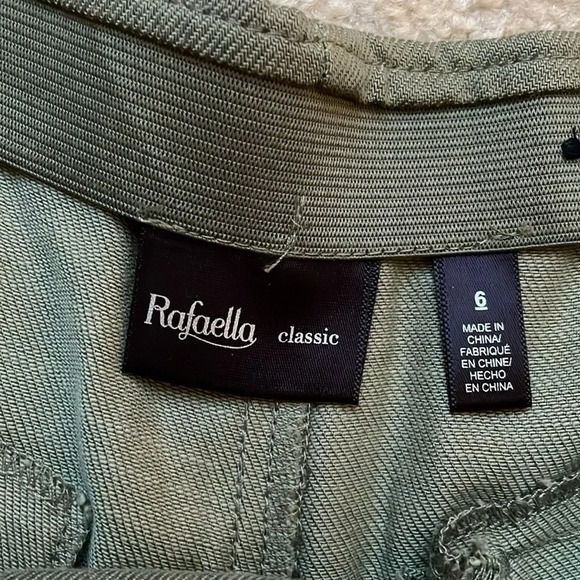 Rafaella classic
6
MADE IN
CHINA/
FABRIQUÉ
EN CHINE/
HECHO
EN CHINA